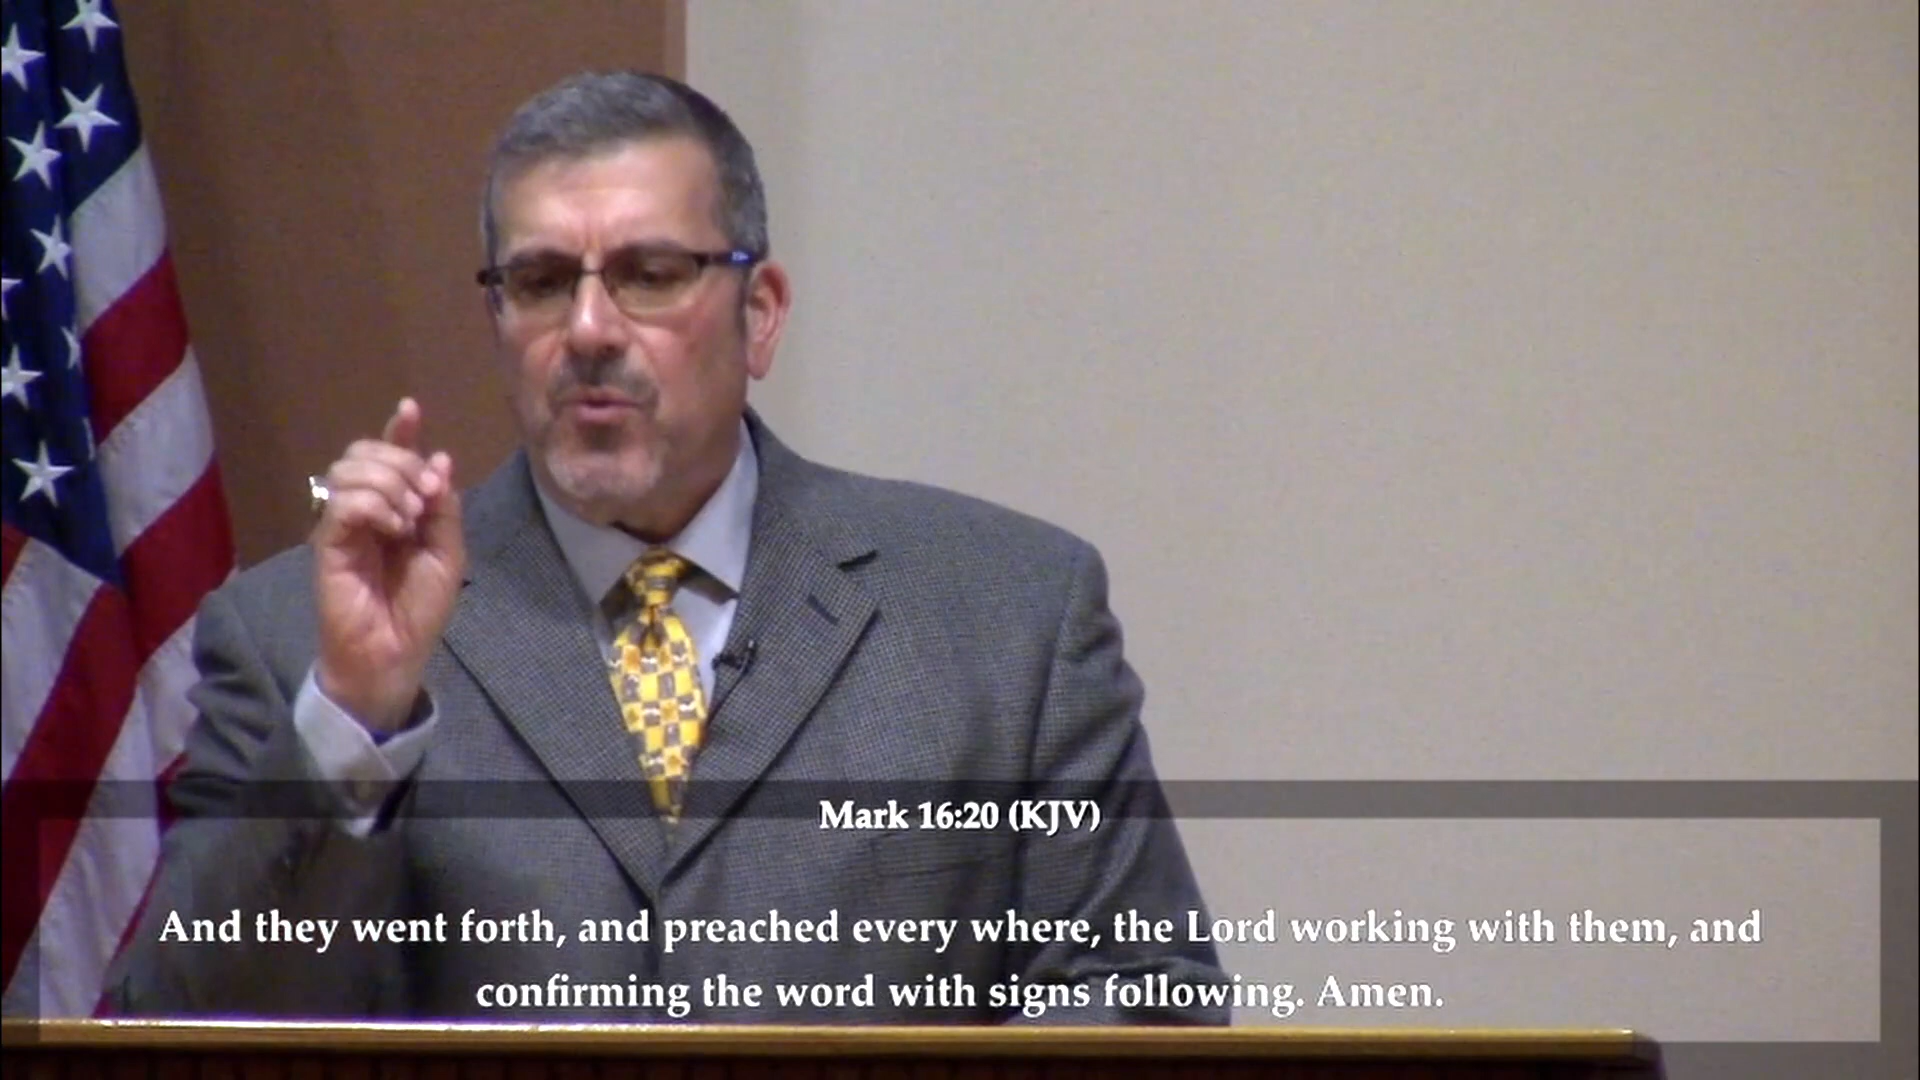 Mark 16:20 (KJV)
And they went forth, and preached every where, the Lord working with them, and
confirming the word with signs following. Amen.